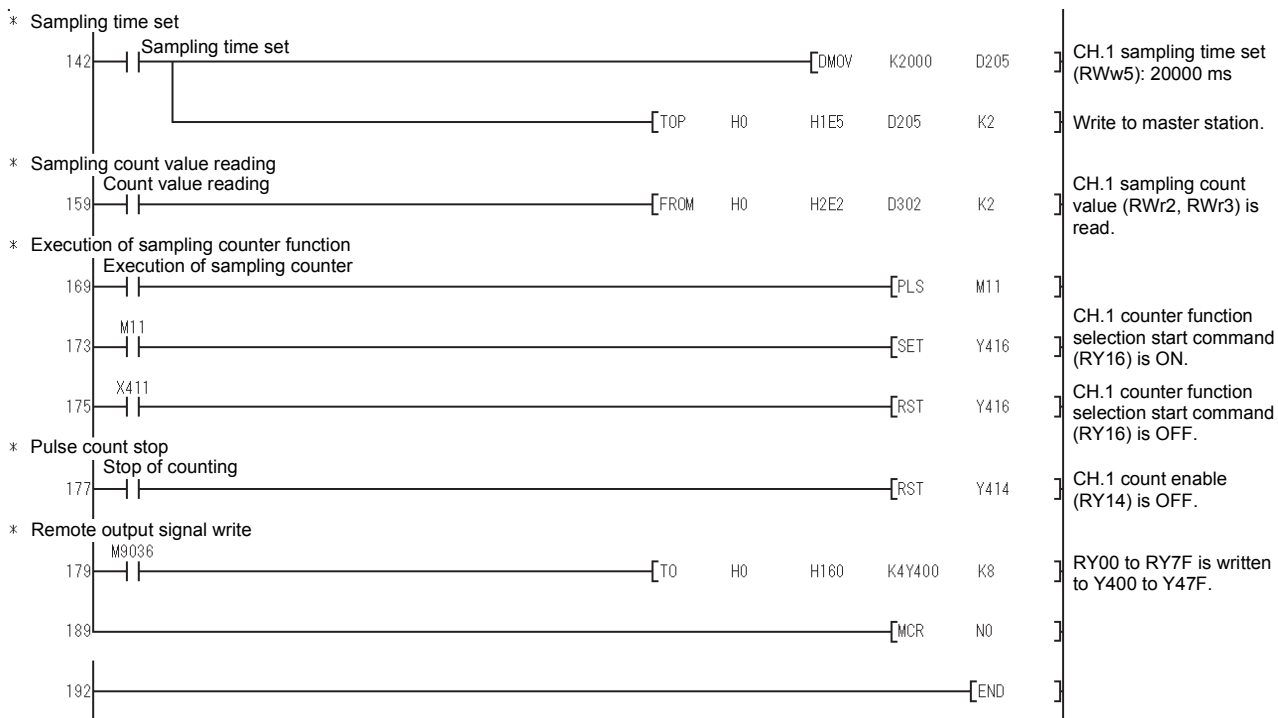 * Sampling time set
Sampling time set
142 DMOV K2000 D205
CH.1 sampling time set
(RWw5): 20000 ms
TOP H0 H1E5 D205 K2
Write to master station.
* Sampling count value reading
Count value reading
159 FROM H0 H2E2 D302 K2
CH.1 sampling count
value (RWr2, RWr3) is
read.
* Execution of sampling counter function
Execution of sampling counter
169 PLS M11
M11
173 SET Y416
CH.1 counter function
selection start command
(RY16) is ON.
X411
175 RST Y416
CH.1 counter function
selection start command
(RY16) is OFF.
* Pulse count stop
Stop of counting
177 RST Y414
CH.1 count enable
(RY14) is OFF.
* Remote output signal write
M9036
179 TO H0 H160 K4Y400 K8
RY00 to RY7F is written
to Y400 to Y47F.
189 MCR N0
192 END